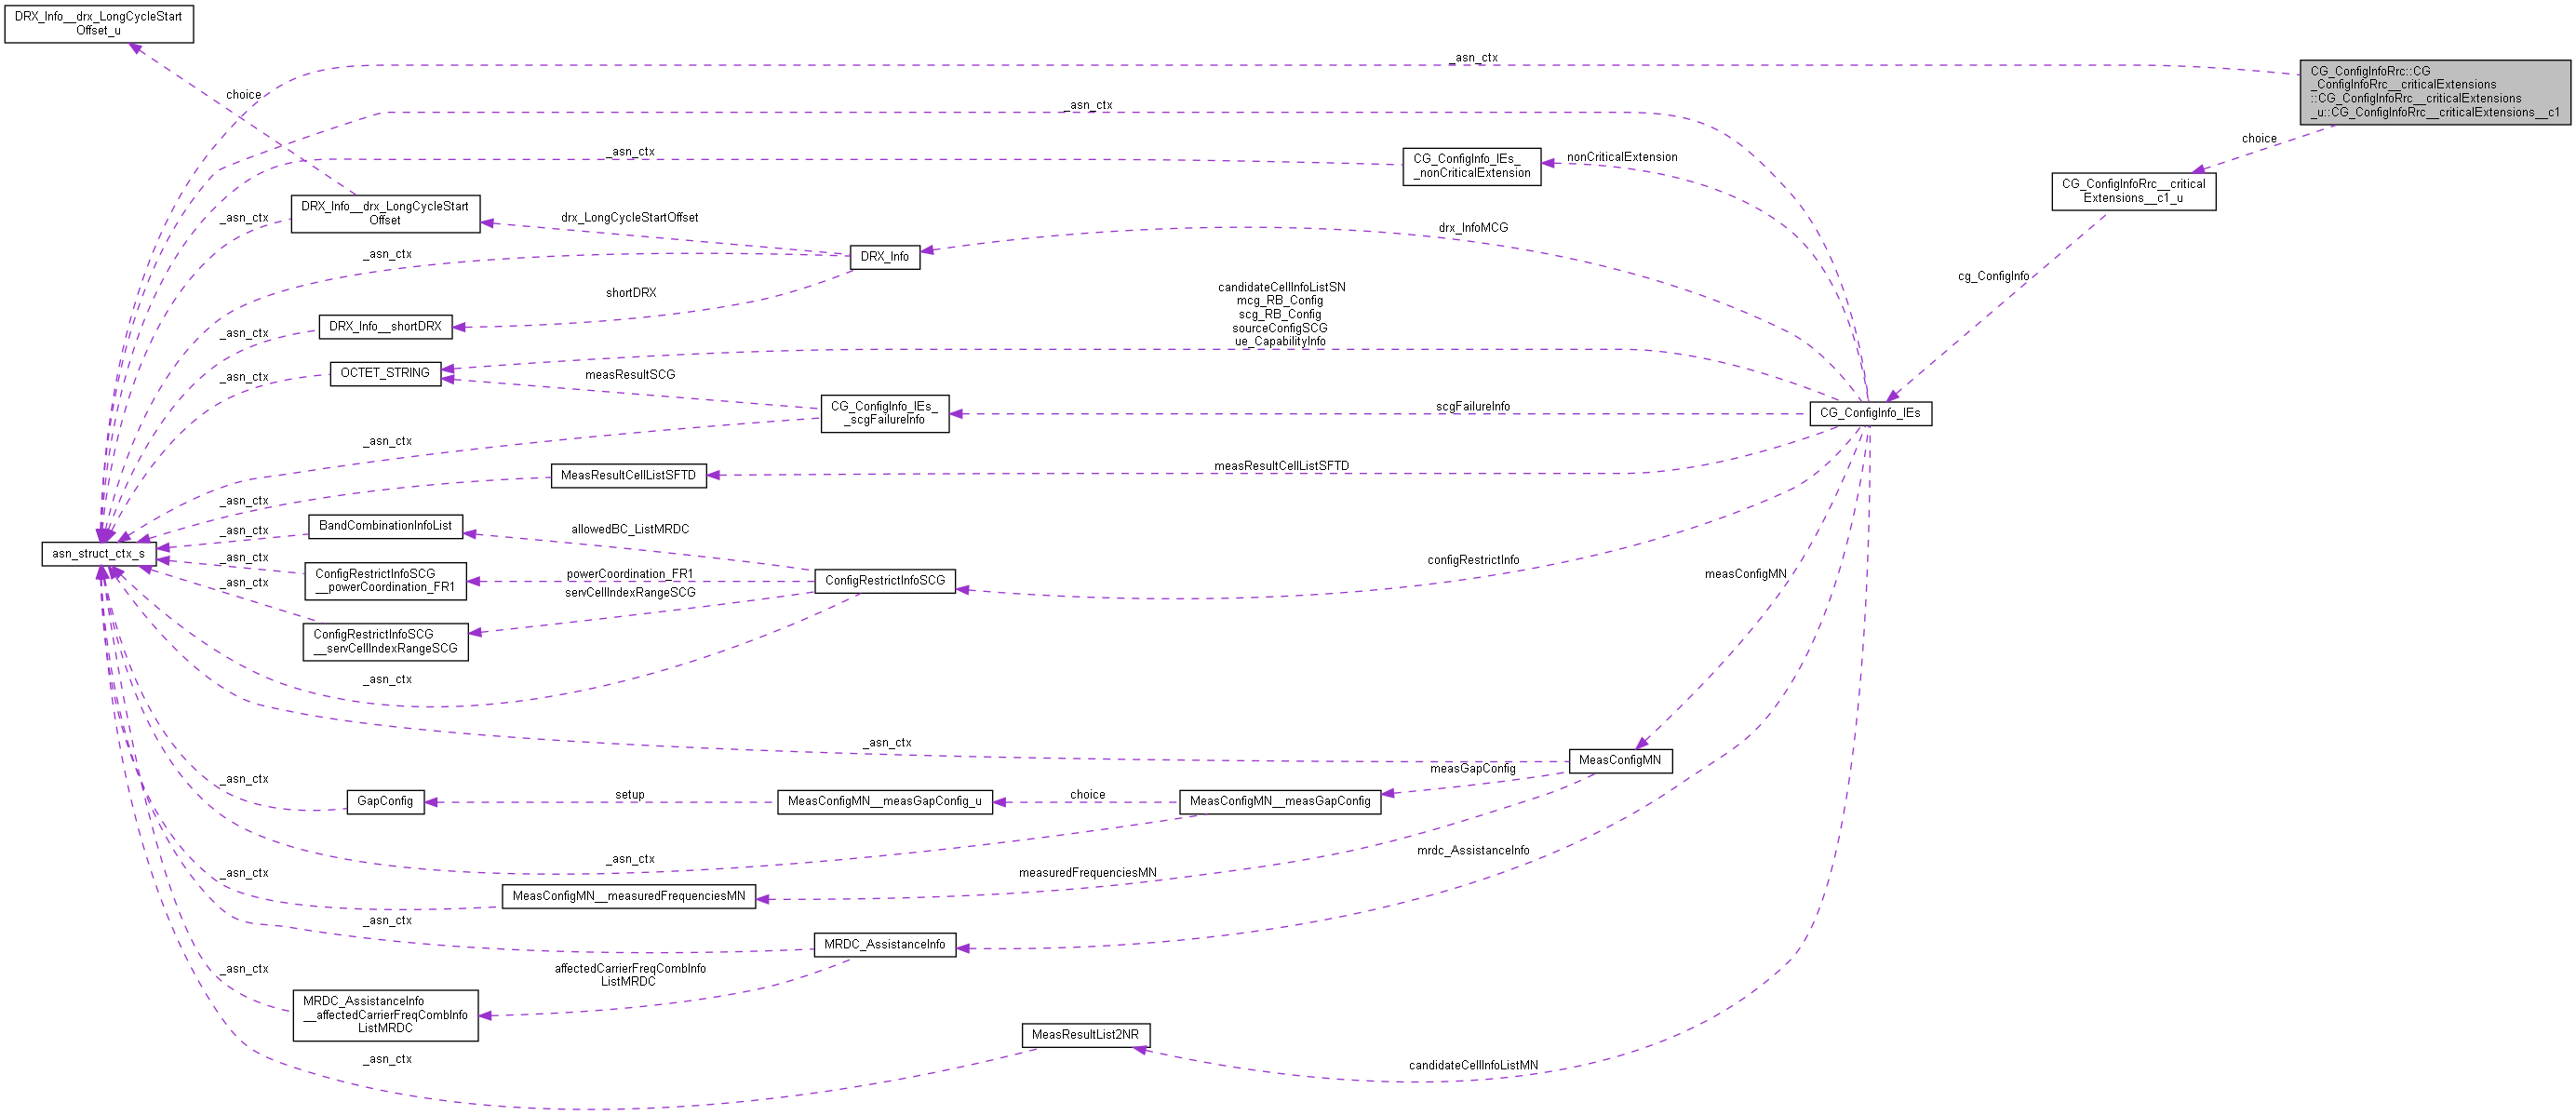 DRX_Info__drx_LongCycleStart
Offset_u
_asn_ctx
CG_ConfigInfoRrc::CG
_ConfigInfoRrc__criticalExtensions
::CG_ConfigInfoRrc__criticalExtensions
_u::CG_ConfigInfoRrc__criticalExtensions__c1
choice
_asn_ctx
choice
_asn_ctx
CG_ConfigInfo_IEs_
_nonCriticalExtension
nonCriticalExtension
CG_ConfigInfoRrc__critical
Extensions__c1_u
DRX_Info__drx_LongCycleStart
Offset
_asn_ctx
drx_LongCycleStartOffset
drx_InfoMCG
_asn_ctx
DRX_Info
cg_ConfigInfo
shortDRX
candidateCellInfoListSN
mcg_RB_Config
scg_RB_Config
sourceConfigSCG
ue_CapabilityInfo
_asn_ctx
DRX_Info__shortDRX
_asn_ctx
OCTET_STRING
measResultSCG
CG_ConfigInfo_IEs_
_scgFailureInfo
scgFailureInfo
CG_ConfigInfo_IEs
_asn_ctx
measResultCellListSFTD
MeasResultCellListSFTD
_asn_ctx
BandCombinationInfoList
_asn_ctx
allowedBC_ListMRDC
asn_struct_ctx_s
_asn_ctx
ConfigRestrictInfoSCG
__powerCoordination_FR1
powerCoordination_FR1
ConfigRestrictInfoSCG
configRestrictInfo
measConfigMN
_asn_ctx
servCellIndexRangeSCG
ConfigRestrictInfoSCG
__servCellIndexRangeSCG
_asn_ctx
_asn_ctx
MeasConfigMN
measGapConfig
_asn_ctx
GapConfig
setup
MeasConfigMN__measGapConfig_u
choice
MeasConfigMN__measGapConfig
_asn_ctx
mrdc_AssistanceInfo
_asn_ctx
measuredFrequenciesMN
MeasConfigMN__measuredFrequenciesMN
_asn_ctx
MRDC_AssistanceInfo
_asn_ctx
affectedCarrierFreqCombInfo
ListMRDC
MRDC_AssistanceInfo
__affectedCarrierFreqCombInfo
ListMRDC
MeasResultList2NR
_asn_ctx
candidateCellInfoListMN